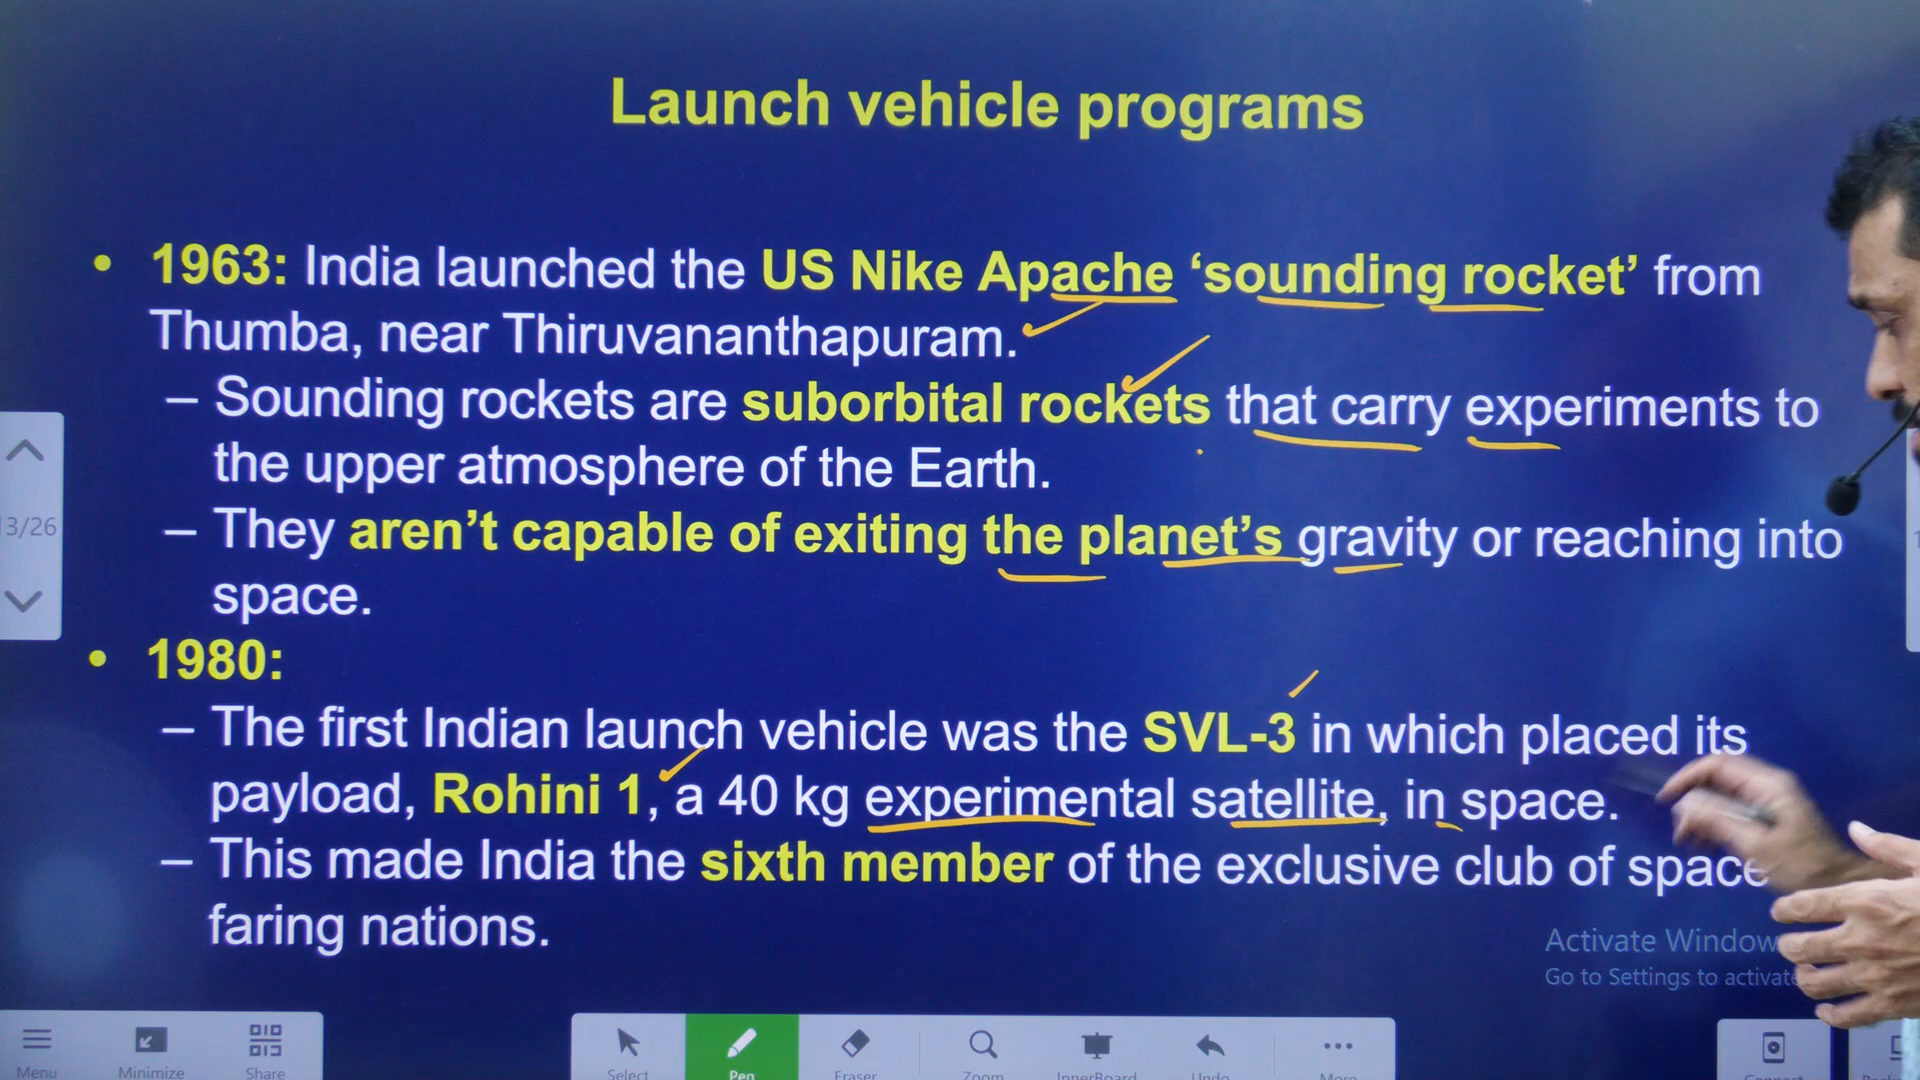 Launch vehicle programs
• 1963: India launched the US Nike Apache ‘sounding rocket’ from
Thumba, near Thiruvananthapuram.
– Sounding rockets are suborbital rockets that carry experiments to
the upper atmosphere of the Earth.
– They aren’t capable of exiting the planet’s gravity or reaching into
space.
3/26
• 1980:
– The first Indian launch vehicle was the SVL-3 in which placed its
payload, Rohini 1, a 40 kg experimental satellite, in space.
– This made India the sixth member of the exclusive club of space
faring nations.
Activate Window
Go to Settings to activate
Menu Minimize Share Select Pen Eraser Zoom InnerBoard Undo More Connect